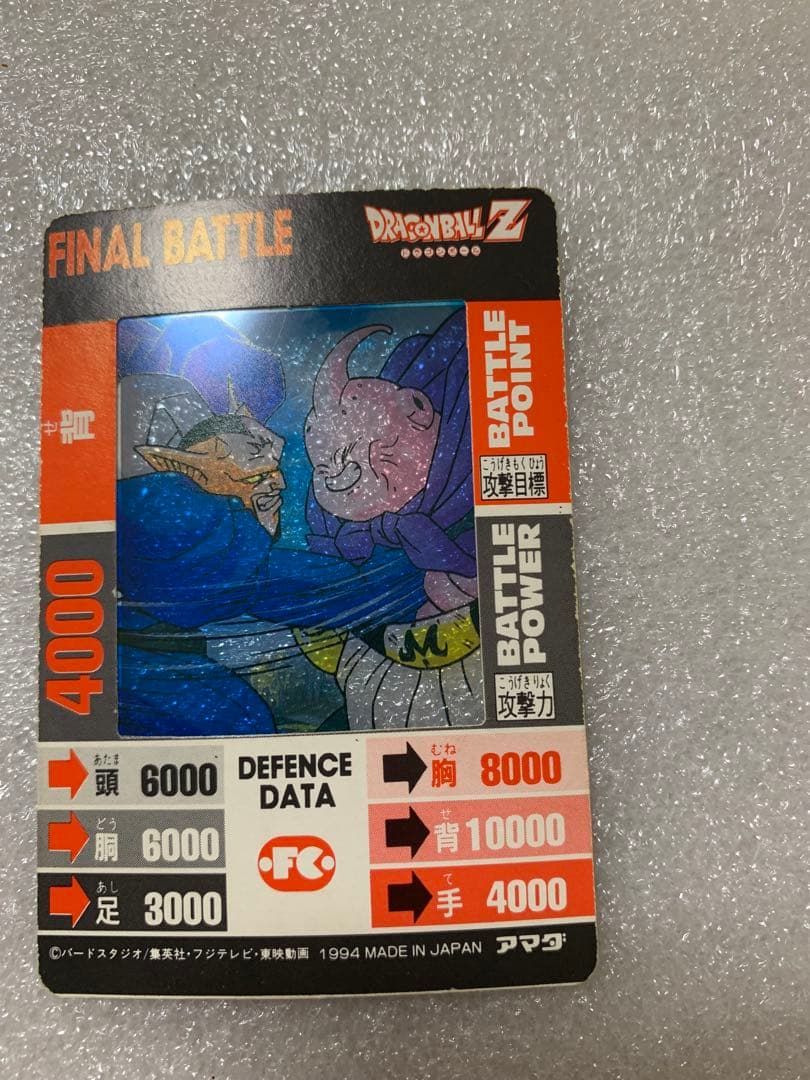 FINAL BATTLE
DRAGONBALL Z
ドラゴンボール
せ
背
4000
BATTLE
POINT
こうげきもくひょう
攻撃目標
BATTLE
POWER
こうげきりょく
攻撃力
M
あたま
頭 6000
どう
胴 6000
あし
足 3000
DEFENCE
DATA
FC
むね
胸 8000
せ
背 10000
て
手 4000
©バードスタジオ/集英社・フジテレビ・東映動画 1994 MADE IN JAPAN アマダ